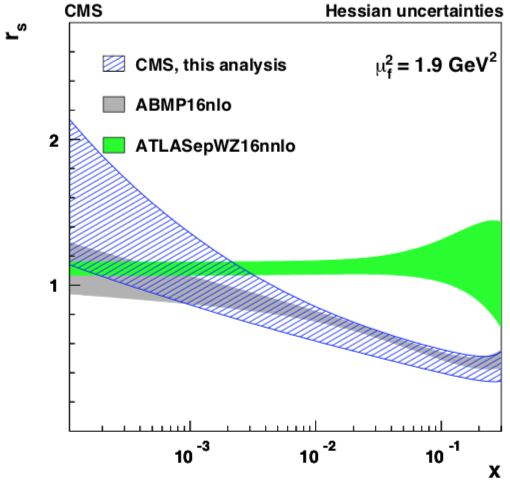 CMS Hessian uncertainties
r_s
CMS, this analysis
μ_f^2 = 1.9 GeV^2
ABMP16nlo
ATLASepWZ16nnlo
2
1
10^-3 10^-2 10^-1
x